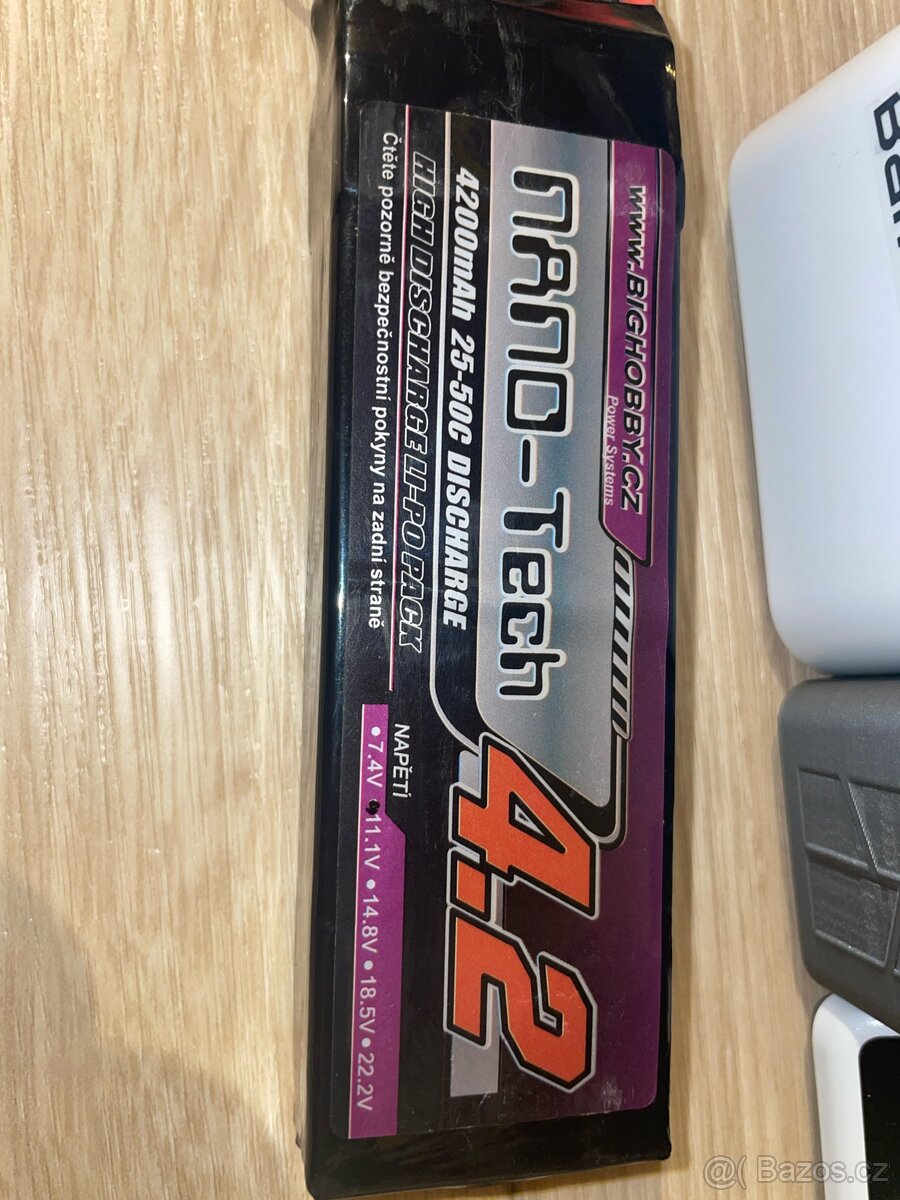 www.BIGHOBBY.CZ
Power Systems
nAnO-Tech
4.2
4200mAh 25-50C DISCHARGE
HIGH DISCHARGE LI-PO PACK
Čtěte pozorně bezpečnostní pokyny na zadní straně
NAPĚTÍ
• 7.4V • 11.1V • 14.8V • 18.5V • 22.2V
@( Bazos.cz